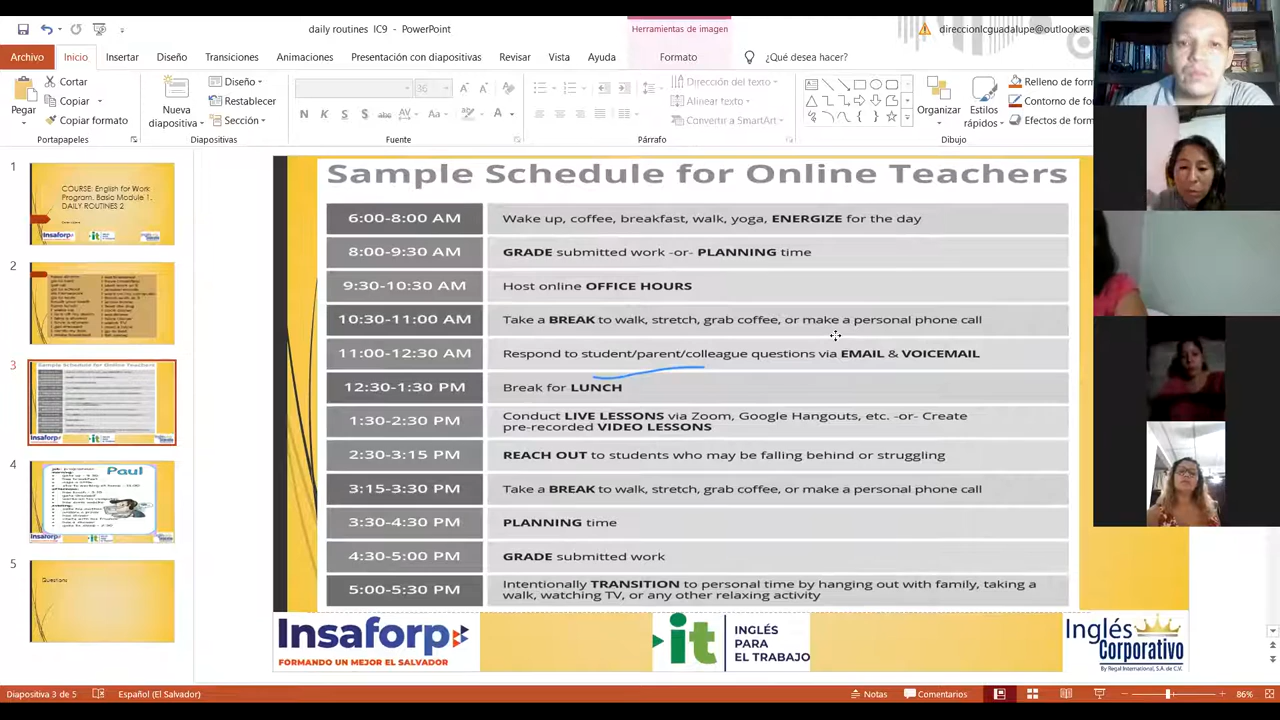 daily routines IC9 - PowerPoint
Herramientas de imagen
direccionlcguadalupe@outlook.es
Archivo
Inicio
Insertar
Diseño
Transiciones
Animaciones
Presentación con diapositivas
Revisar
Vista
Ayuda
Formato
¿Qué desea hacer?
Pegar
Cortar
Copiar
Copiar formato
Portapapeles
Nueva
diapositiva
Diseño
Restablecer
Sección
Diapositivas
Fuente
Dirección del texto
Alinear texto
Convertir a SmartArt
Párrafo
Organizar
Estilos
rápidos
Relleno de for
Contorno de for
Efectos de for
Dibujo
1
COURSE: English for Work
Program. Basic Module 1.
DAILY ROUTINES 2
2
3
4
Paul
5
Questions
Sample Schedule for Online Teachers
6:00-8:00 AM Wake up, coffee, breakfast, walk, yoga, ENERGIZE for the day
8:00-9:30 AM GRADE submitted work -or- PLANNING time
9:30-10:30 AM Host online OFFICE HOURS
10:30-11:00 AM BREAK to walk, stretch, grab coffee, make a personal phone call
11:00-12:30 AM Respond to student/parent/colleague questions via EMAIL & VOICEMAIL
12:30-1:30 PM Break for LUNCH
1:30-2:30 PM Conduct LIVE LESSONS via Zoom, Google Hangouts, etc. -or- Create
pre-recorded VIDEO LESSONS
2:30-3:15 PM REACH OUT to students who may be falling behind or struggling
3:15-3:30 PM BREAK to walk, stretch, grab coffee, make a personal phone call
3:30-4:30 PM PLANNING time
4:30-5:00 PM GRADE submitted work
5:00-5:30 PM Intentionally TRANSITION to personal time by hanging out with family, taking a
walk, watching TV, or any other relaxing activity
Insaforp
FORMANDO UN MEJOR EL SALVADOR
it
INGLÉS
PARA
EL TRABAJO
Inglés
Corporativo
By Regal International, S.A. de C.V.
Diapositiva 3 de 5
Español (El Salvador)
Notas
Comentarios
86%